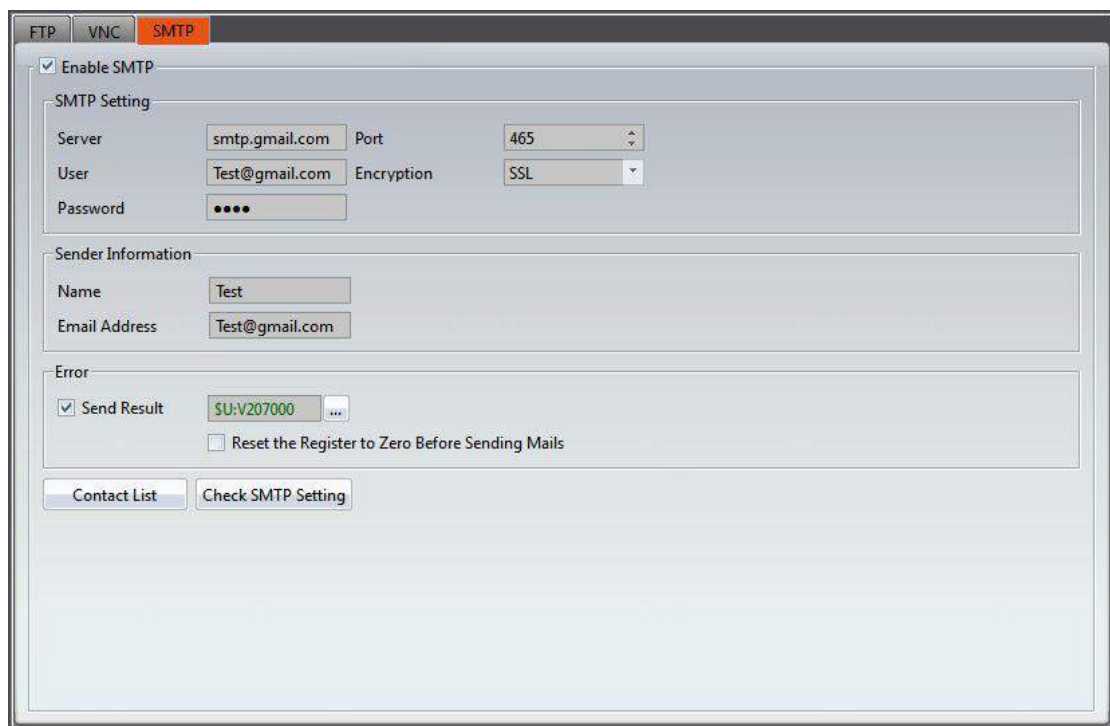 FTP VNC SMTP
Enable SMTP
SMTP Setting
Server smtp.gmail.com Port 465
User Test@gmail.com Encryption SSL
Password ••••
Sender Information
Name Test
Email Address Test@gmail.com
Error
Send Result $U:V207000 ...
Reset the Register to Zero Before Sending Mails
Contact List Check SMTP Setting